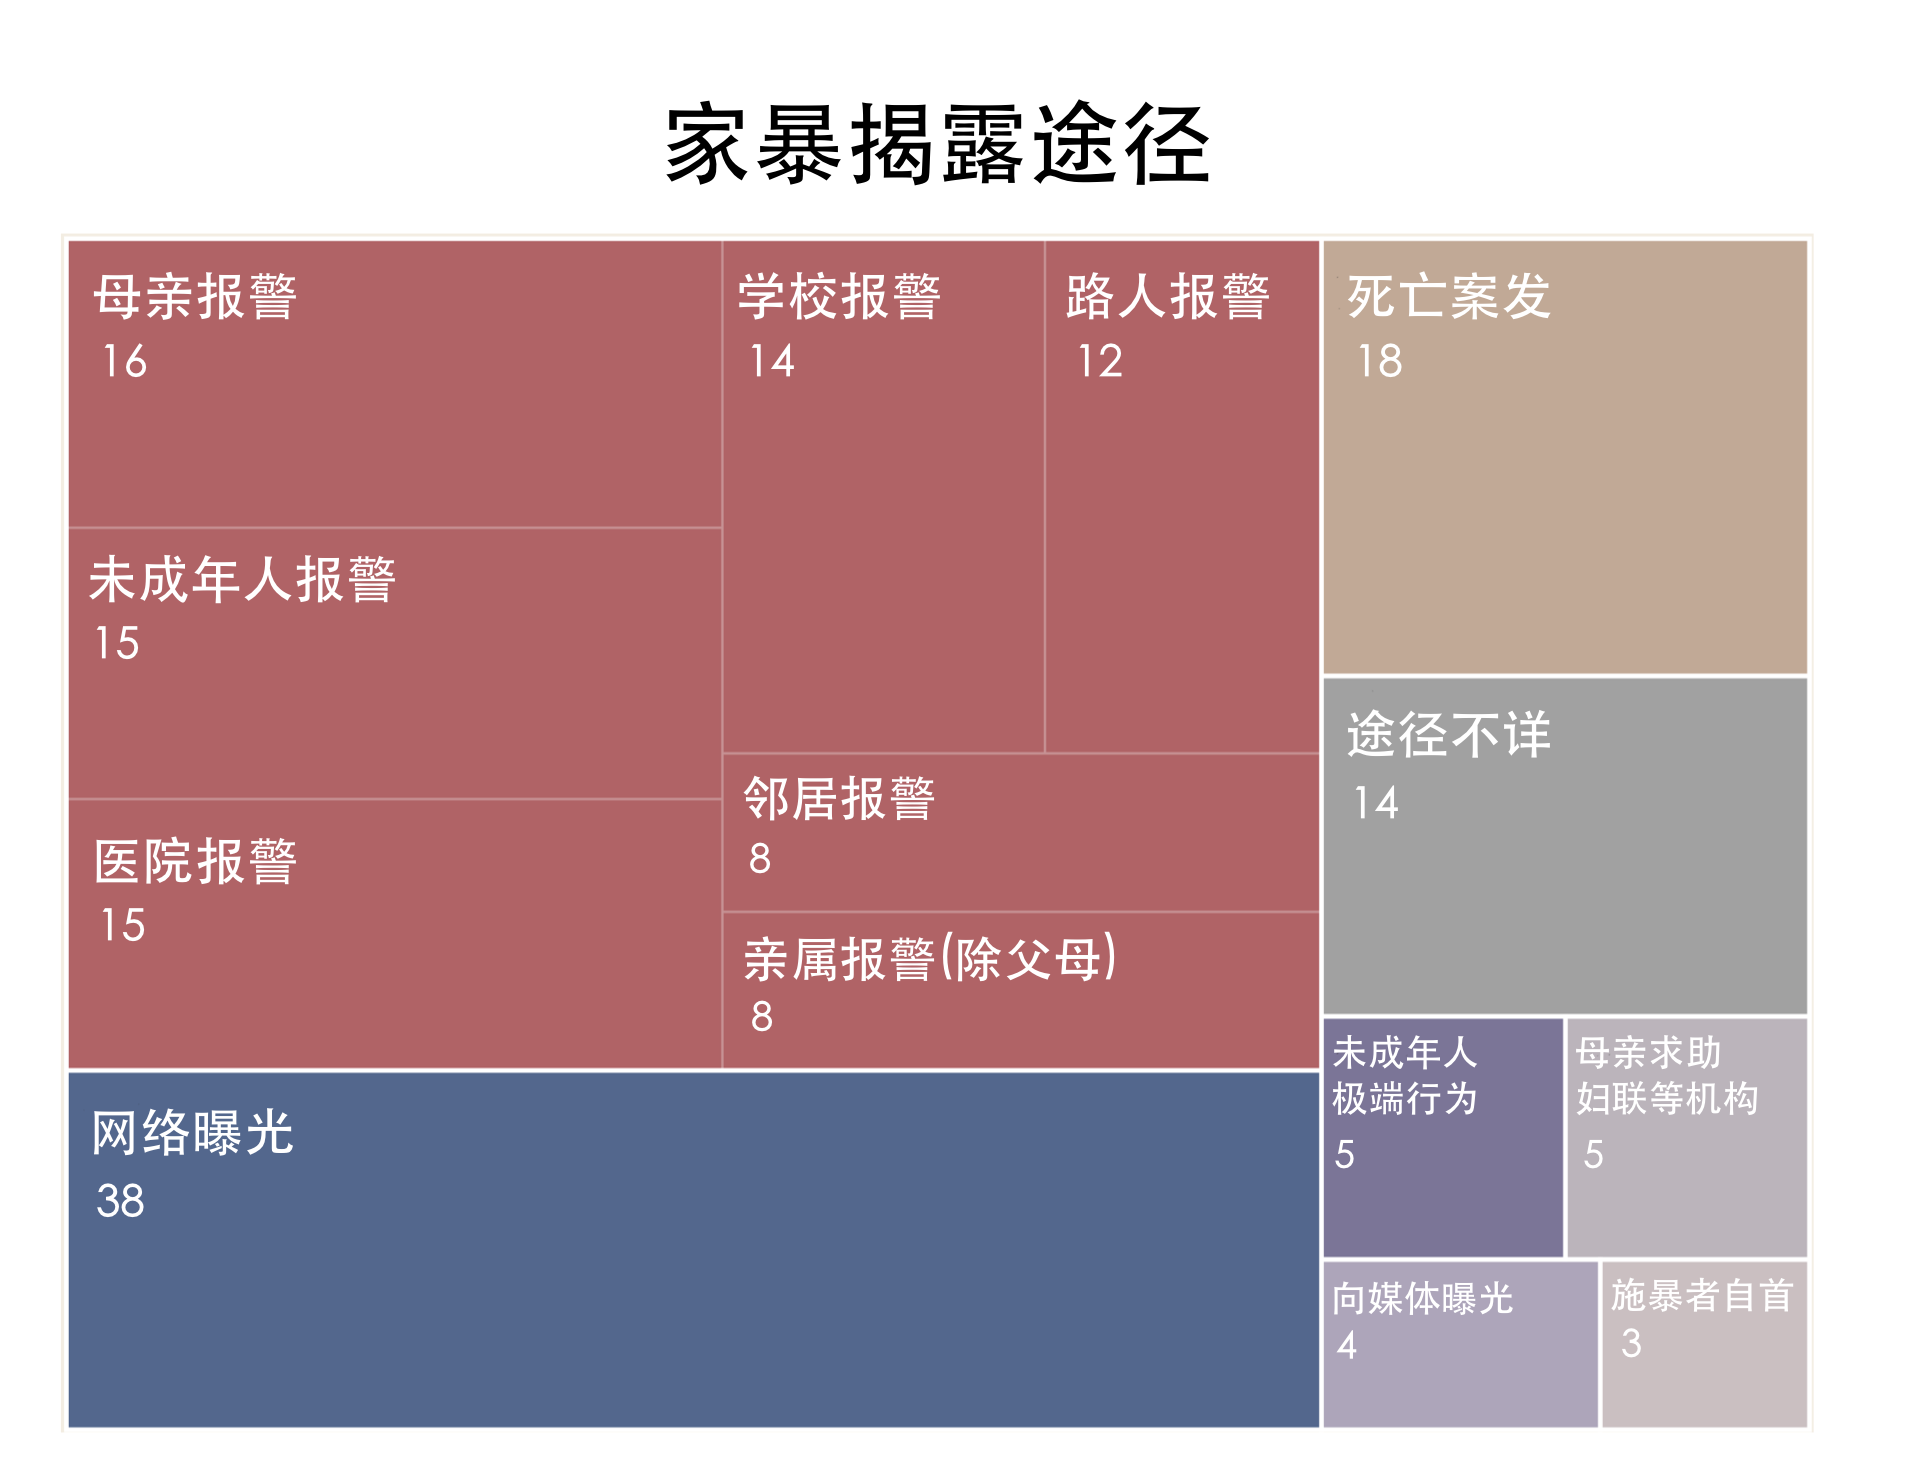 家暴揭露途径
母亲报警
16
学校报警
14
路人报警
12
死亡案发
18
未成年人报警
15
途径不详
14
医院报警
15
邻居报警
8
亲属报警(除父母)
8
网络曝光
38
未成年人
极端行为
5
母亲求助
妇联等机构
5
向媒体曝光
4
施暴者自首
3